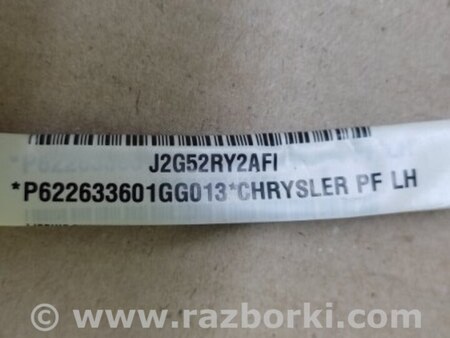 J2G52RY2AFI
*P622633601GG013*CHRYSLER PF LH
© www.razborki.com